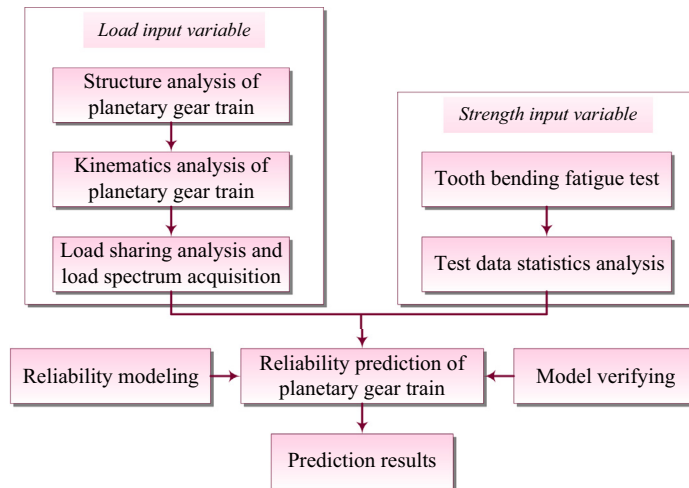 Load input variable
Structure analysis of
planetary gear train
Kinematics analysis of
planetary gear train
Load sharing analysis and
load spectrum acquisition
Strength input variable
Tooth bending fatigue test
Test data statistics analysis
Reliability modeling
Reliability prediction of
planetary gear train
Model verifying
Prediction results